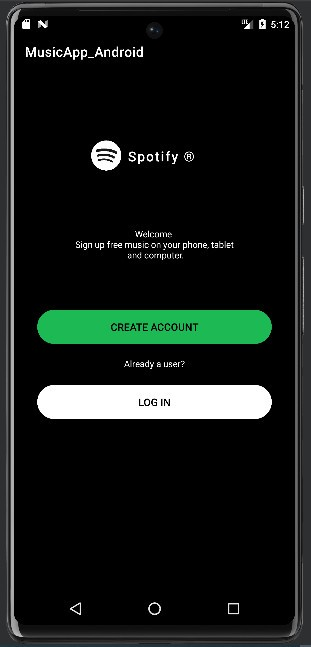 5:12
MusicApp_Android
Spotify ®
Welcome
Sign up free music on your phone, tablet
and computer.
CREATE ACCOUNT
Already a user?
LOG IN